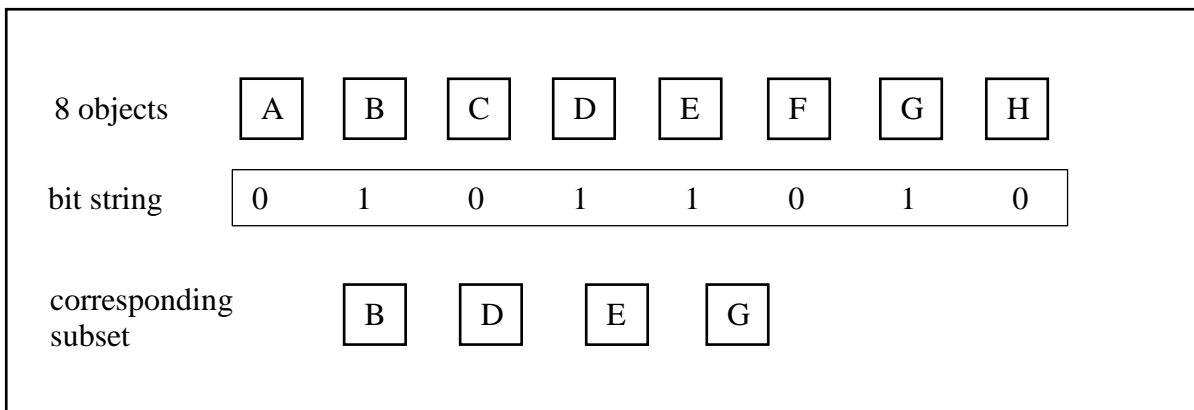 8 objects A B C D E F G H
bit string 0 1 0 1 1 0 1 0
corresponding
subset B D E G